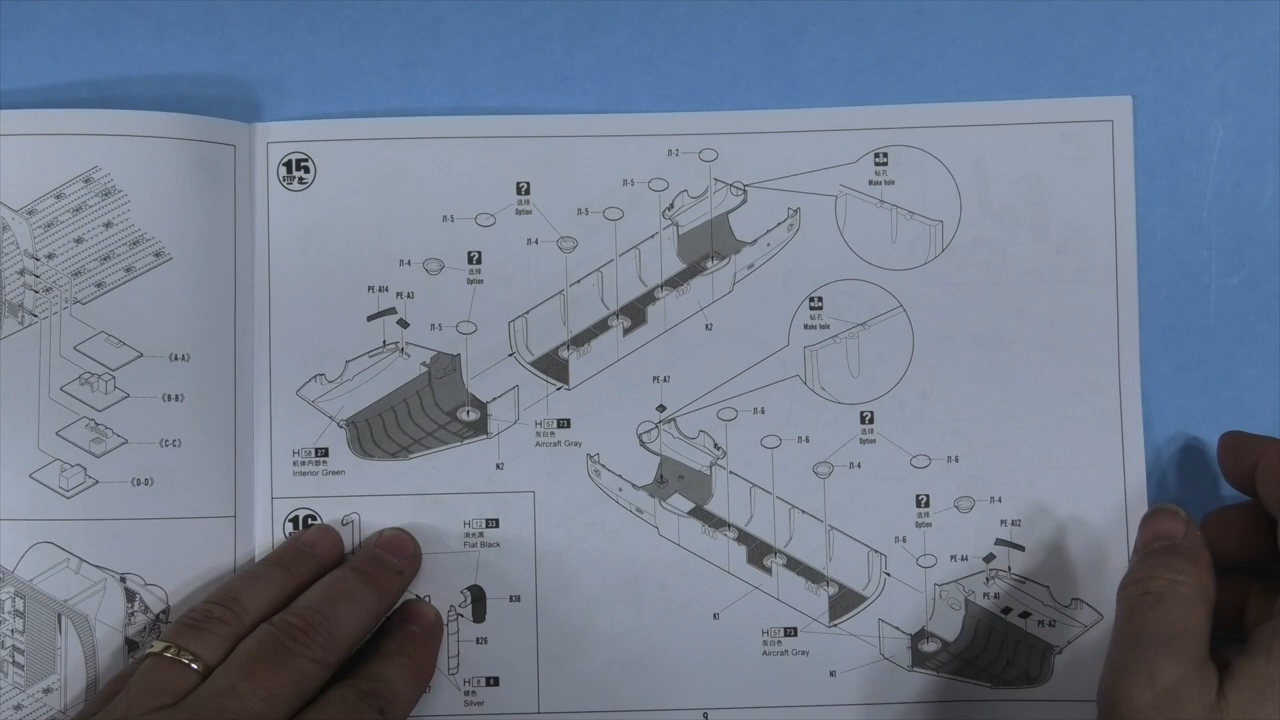 15
STEP
Л-2
钻孔
Make hole
Л-5
?
选择
Option
Л-5
Л-5
Л-4
?
选择
Option
Л-4
PE-A14
PE-A3
Л-5
K2
钻孔
Make hole
《A-A》
《B-B》
《C-C》
《D-D》
PE-A7
Л-6
H 57 73
灰白色
Aircraft Gray
N2
H 58 27
机体内部色
Interior Green
Л-6
?
选择
Option
Л-4
Л-6
?
选择
Option
Л-4
Л-6
PE-A12
PE-A4
PE-A1
PE-A2
K1
H 57 73
灰白色
Aircraft Gray
N1
16
H 12 33
消光黑
Flat Black
B38
B26
H 8 8
银色
Silver
9